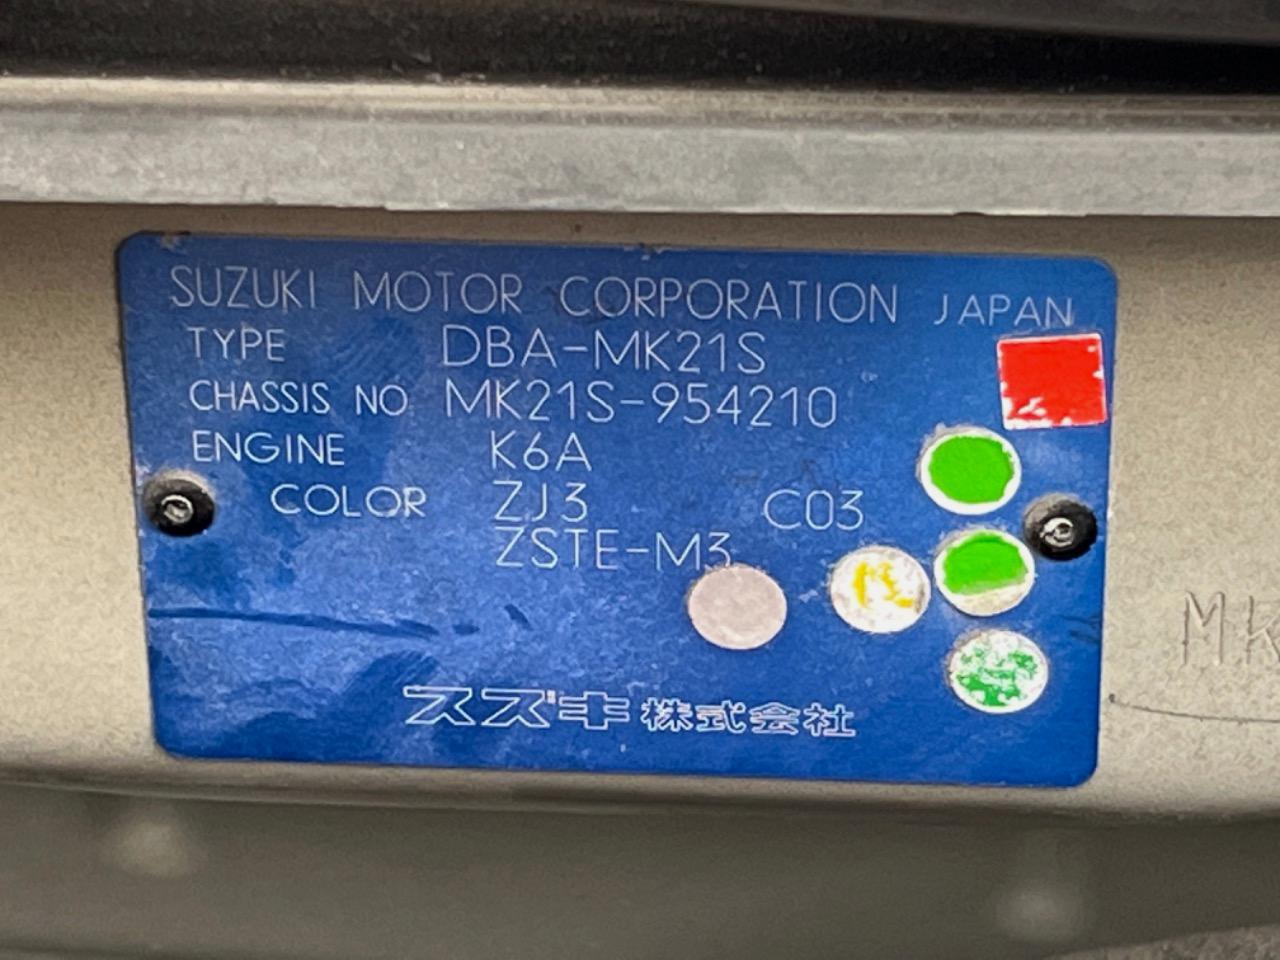 SUZUKI MOTOR CORPORATION JAPAN
TYPE DBA-MK21S
CHASSIS NO MK21S-954210
ENGINE K6A
COLOR ZJ3 C03
ZSTE-M3
MK
スズキ株式会社